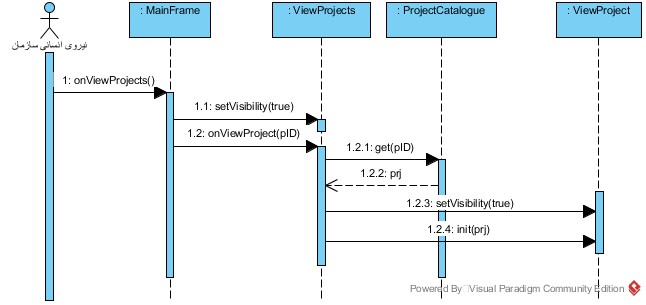 : MainFrame
: ViewProjects
: ProjectCatalogue
: ViewProject
نیروی انسانی سازمان
1: onViewProjects()
1.1: setVisibility(true)
1.2: onViewProject(pID)
1.2.1: get(pID)
1.2.2: prj
1.2.3: setVisibility(true)
1.2.4: init(prj)
Powered By Visual Paradigm Community Edition